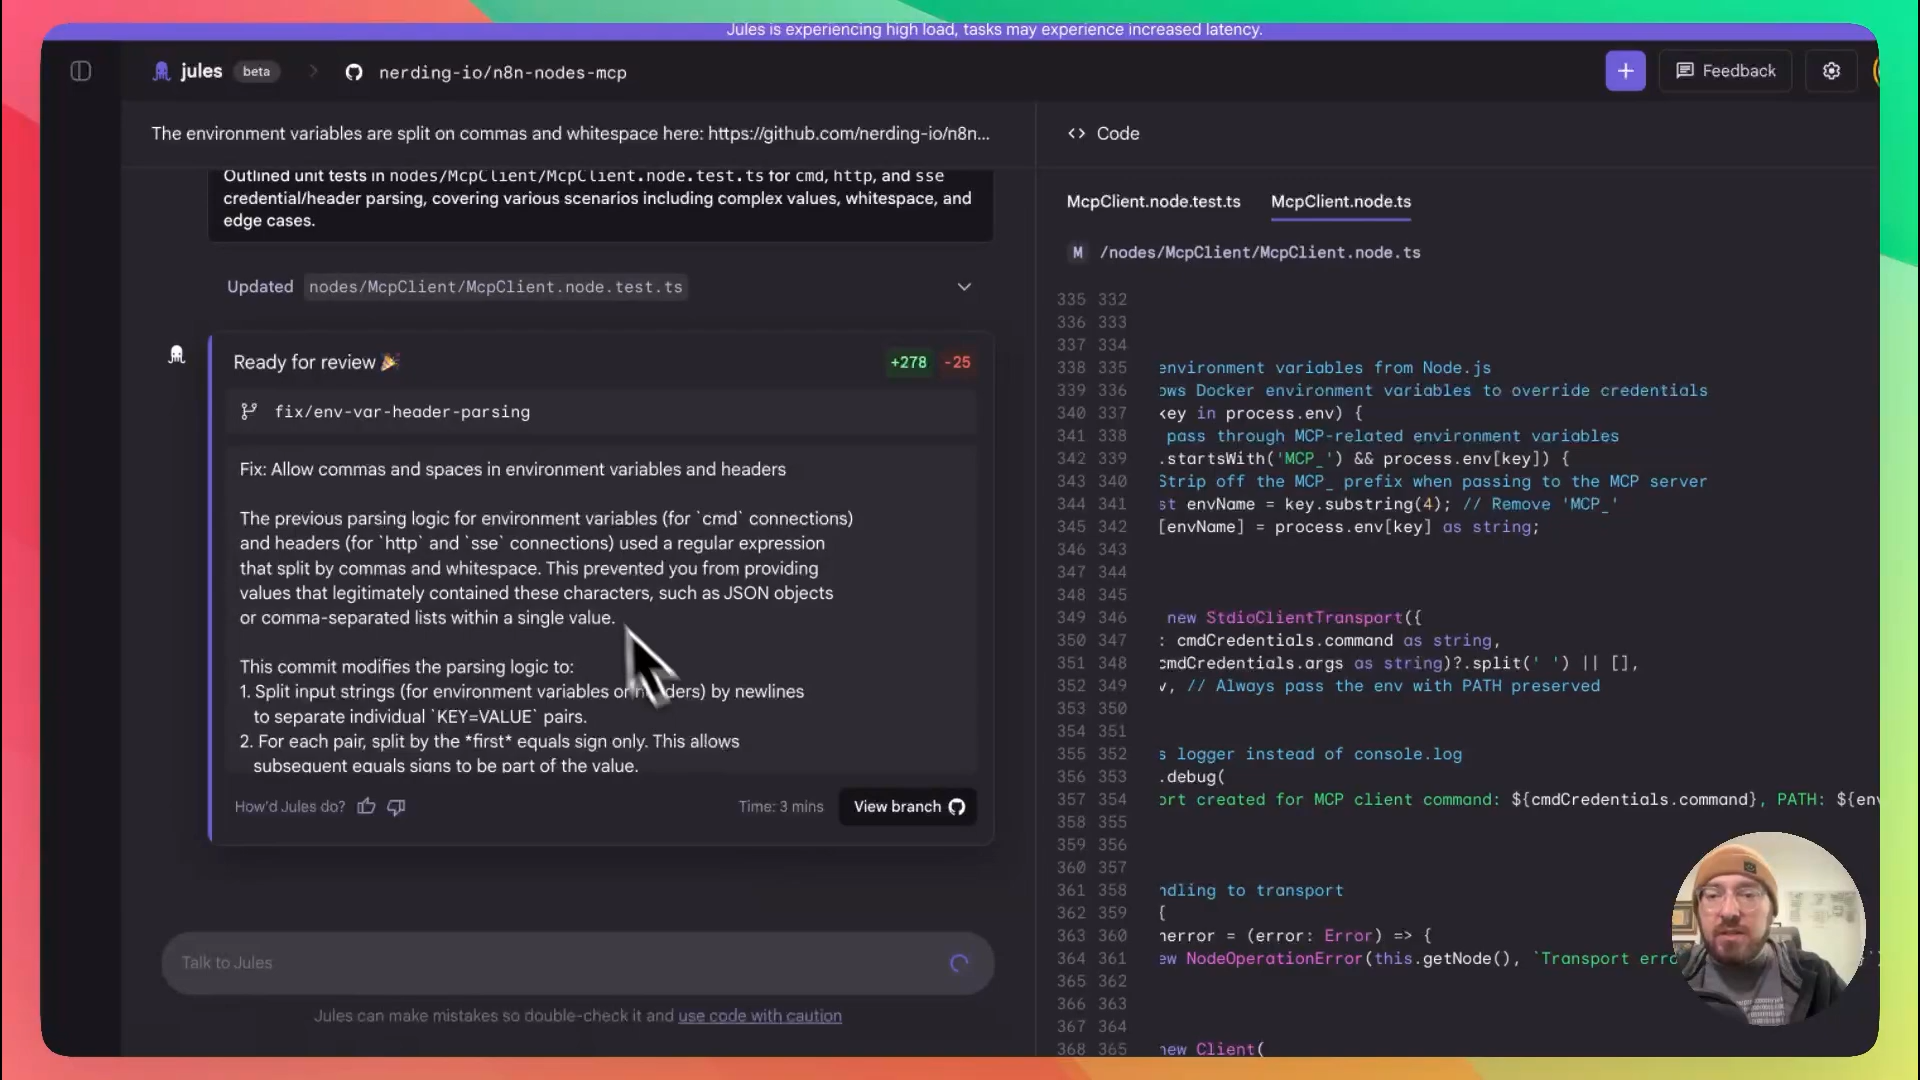 Jules is experiencing high load, tasks may experience increased latency.
jules beta nerding-io/n8n-nodes-mcp
Feedback
The environment variables are split on commas and whitespace here: https://github.com/nerding-io/n8n...
Outlined unit tests in nodes/McpClient/McpClient.node.test.ts for cmd, http, and sse
credential/header parsing, covering various scenarios including complex values, whitespace, and
edge cases.
Updated nodes/McpClient/McpClient.node.test.ts
Ready for review 🎉 +278 -25
fix/env-var-header-parsing
Fix: Allow commas and spaces in environment variables and headers
The previous parsing logic for environment variables (for `cmd` connections)
and headers (for `http` and `sse` connections) used a regular expression
that split by commas and whitespace. This prevented you from providing
values that legitimately contained these characters, such as JSON objects
or comma-separated lists within a single value.
This commit modifies the parsing logic to:
1. Split input strings (for environment variables or headers) by newlines
to separate individual `KEY=VALUE` pairs.
2. For each pair, split by the *first* equals sign only. This allows
subsequent equals signs to be part of the value.
How'd Jules do? Time: 3 mins View branch
Talk to Jules
Jules can make mistakes so double-check it and use code with caution
<> Code
McpClient.node.test.ts McpClient.node.ts
M /nodes/McpClient/McpClient.node.ts
335 332
336 333
337 334
338 335 environment variables from Node.js
339 336 ows Docker environment variables to override credentials
340 337 key in process.env) {
341 338 pass through MCP-related environment variables
342 339 .startsWith('MCP_') && process.env[key]) {
343 340 Strip off the MCP_ prefix when passing to the MCP server
344 341 st envName = key.substring(4); // Remove 'MCP_'
345 342 [envName] = process.env[key] as string;
346 343
347 344
348 345
349 346 new StdioClientTransport({
350 347 : cmdCredentials.command as string,
351 348 cmdCredentials.args as string)?.split(' ') || [],
352 349 v, // Always pass the env with PATH preserved
353 350
354 351
355 352 s logger instead of console.log
356 353 .debug(
357 354 ort created for MCP client command: ${cmdCredentials.command}, PATH: ${env
358 355
359 356
360 357
361 358 ndling to transport
362 359 {
363 360 nerror = (error: Error) => {
364 361 ew NodeOperationError(this.getNode(), `Transport erro
365 362
366 363
367 364
368 365 new Client(